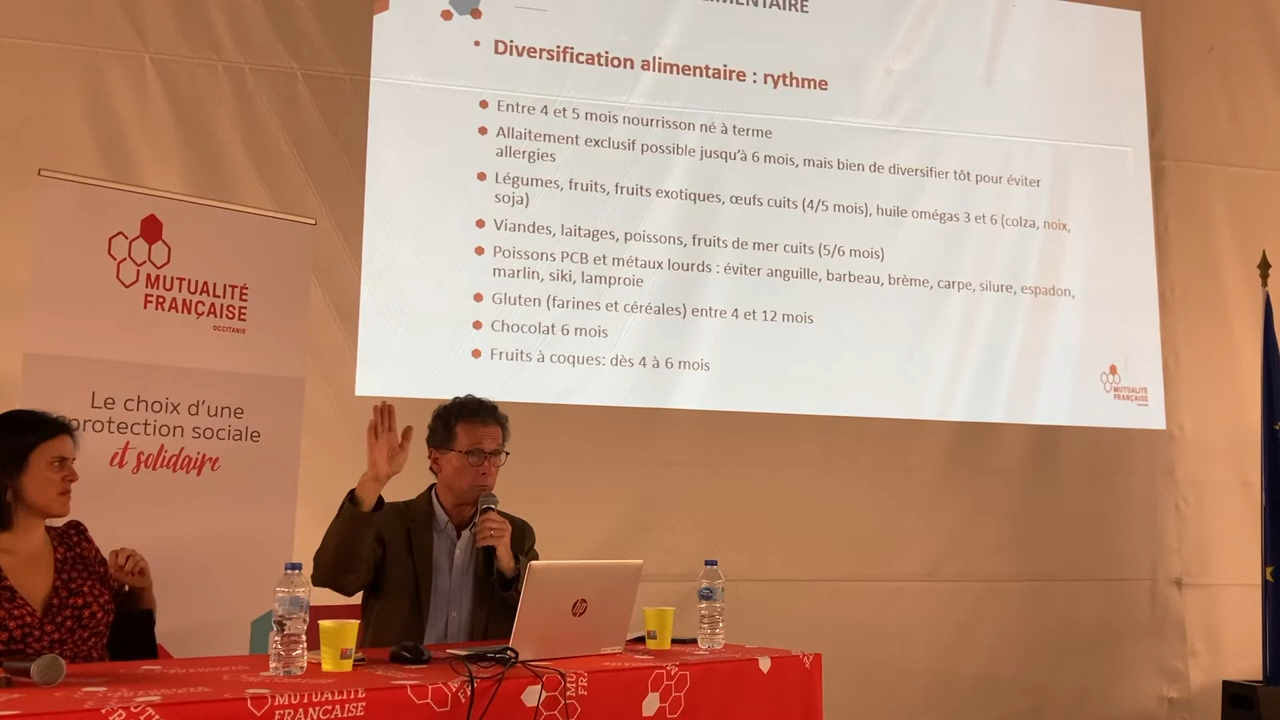 ALIMENTAIRE
• Diversification alimentaire : rythme
Entre 4 et 5 mois nourrisson né à terme
Allaitement exclusif possible jusqu'à 6 mois, mais bien de diversifier tôt pour éviter
allergies
Légumes, fruits, fruits exotiques, œufs cuits (4/5 mois), huile omégas 3 et 6 (colza, noix,
soja)
Viandes, laitages, poissons, fruits de mer cuits (5/6 mois)
Poissons PCB et métaux lourds : éviter anguille, barbeau, brème, carpe, silure, espadon,
marlin, siki, lamproie
Gluten (farines et céréales) entre 4 et 12 mois
Chocolat 6 mois
Fruits à coques: dès 4 à 6 mois
MUTUALITÉ
FRANÇAISE
MUTUALITÉ
FRANÇAISE
OCCITANIE
Le choix d'une
protection sociale
et solidaire
hp
MUTUALITÉ
FRANÇAISE